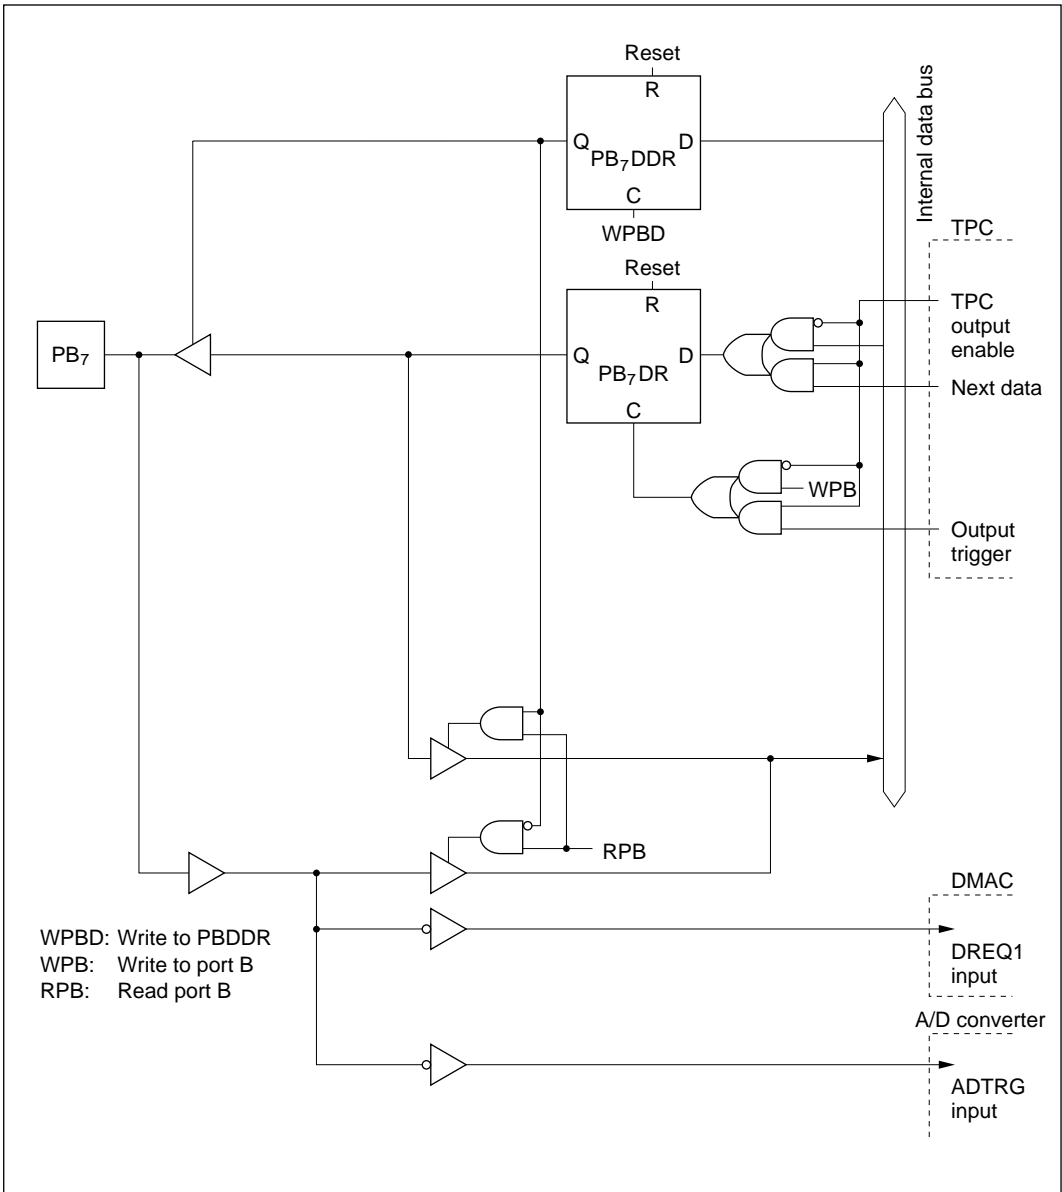 Reset
R
Q
D
PB₇DDR
C
WPBD
Internal data bus
TPC
Reset
R
Q
D
PB₇DR
C
PB₇
TPC
output
enable
Next data
WPB
Output
trigger
RPB
DMAC
DREQ1
input
WPBD: Write to PBDDR
WPB: Write to port B
RPB: Read port B
A/D converter
ADTRG
input